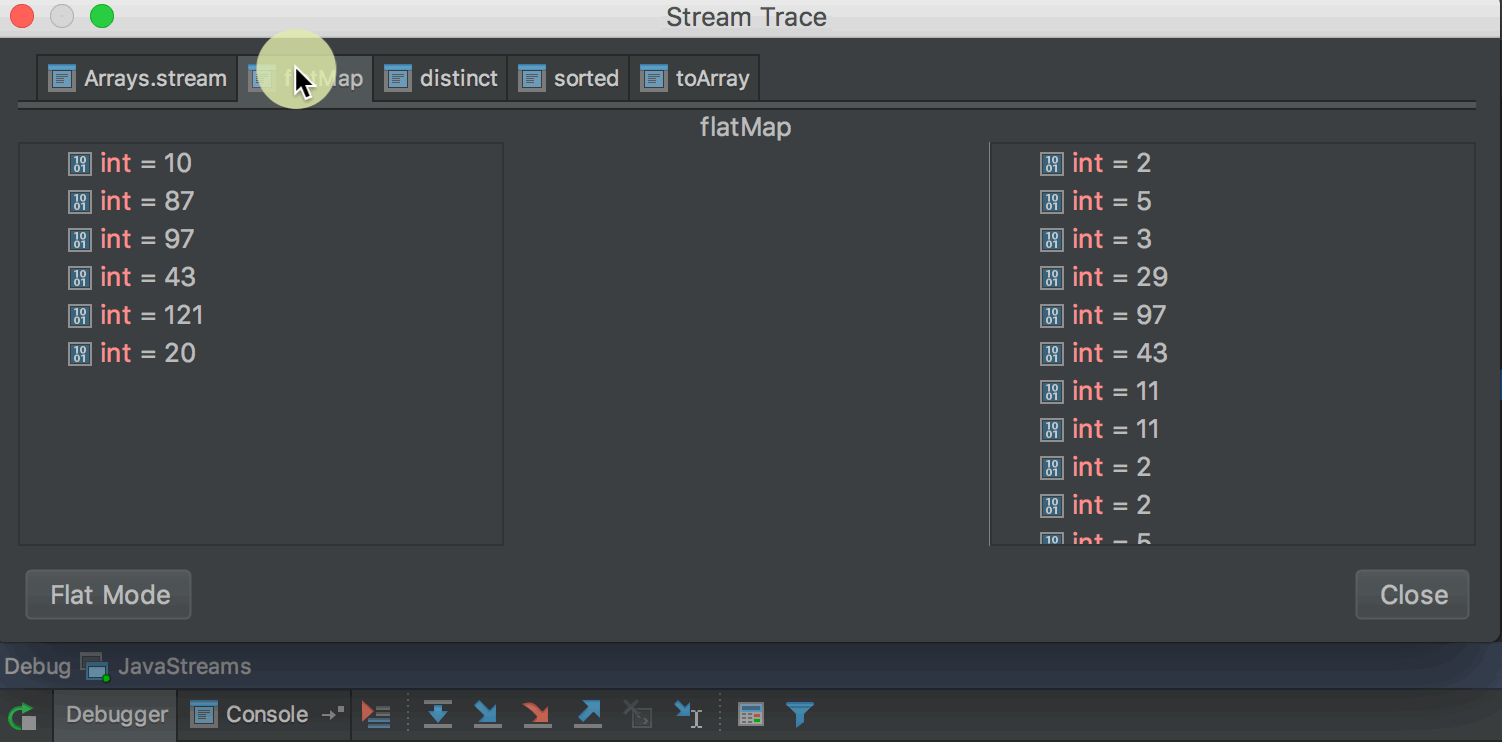 Stream Trace
Arrays.stream flatMap distinct sorted toArray
flatMap
int = 10
int = 87
int = 97
int = 43
int = 121
int = 20
int = 2
int = 5
int = 3
int = 29
int = 97
int = 43
int = 11
int = 11
int = 2
int = 2
int = 5
Flat Mode
Close
Debug JavaStreams
Debugger Console